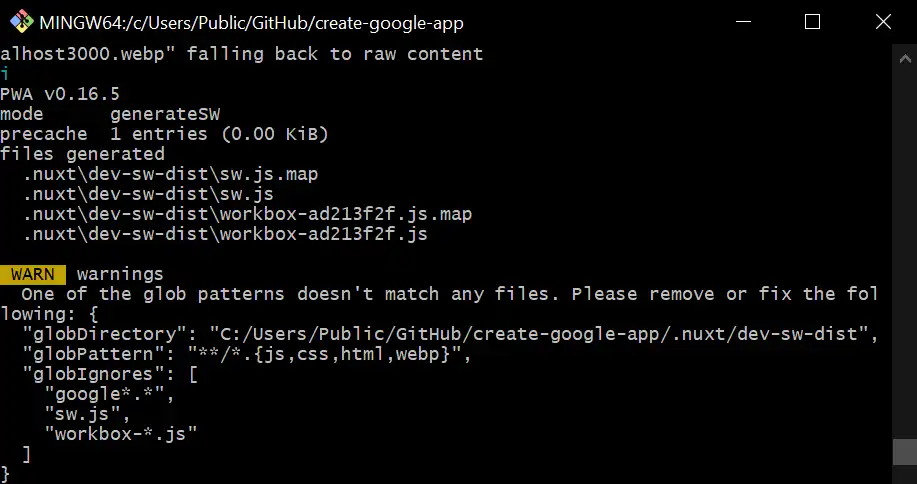 MINGW64:/c/Users/Public/GitHub/create-google-app
alhost3000.webp" falling back to raw content
i
PWA v0.16.5
mode      generateSW
precache  1 entries (0.00 KiB)
files generated
  .nuxt\dev-sw-dist\sw.js.map
  .nuxt\dev-sw-dist\sw.js
  .nuxt\dev-sw-dist\workbox-ad213f2f.js.map
  .nuxt\dev-sw-dist\workbox-ad213f2f.js
WARN  warnings
  One of the glob patterns doesn't match any files. Please remove or fix the fol
lowing: {
  "globDirectory": "C:/Users/Public/GitHub/create-google-app/.nuxt/dev-sw-dist",
  "globPattern": "**/*.{js,css,html,webp}",
  "globIgnores": [
    "google*.*",
    "sw.js",
    "workbox-*.js"
  ]
}